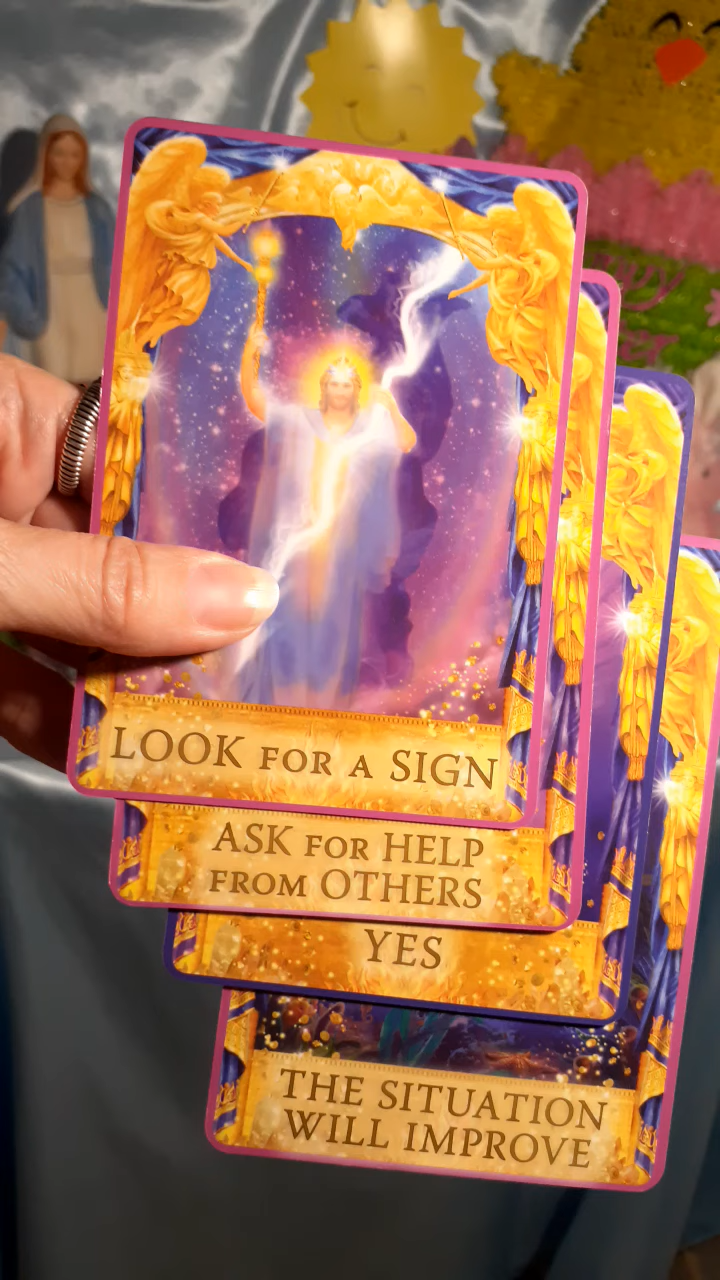 LOOK FOR A SIGN
ASK FOR HELP
FROM OTHERS
YES
THE SITUATION
WILL IMPROVE